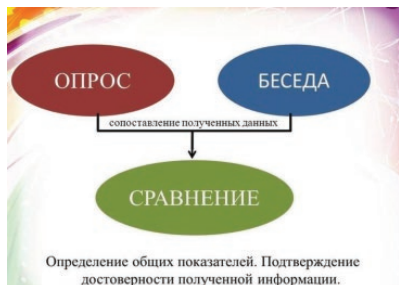 ОПРОС
БЕСЕДА
сопоставление полученных данных
СРАВНЕНИЕ
Определение общих показателей. Подтверждение
достоверности полученной информации.